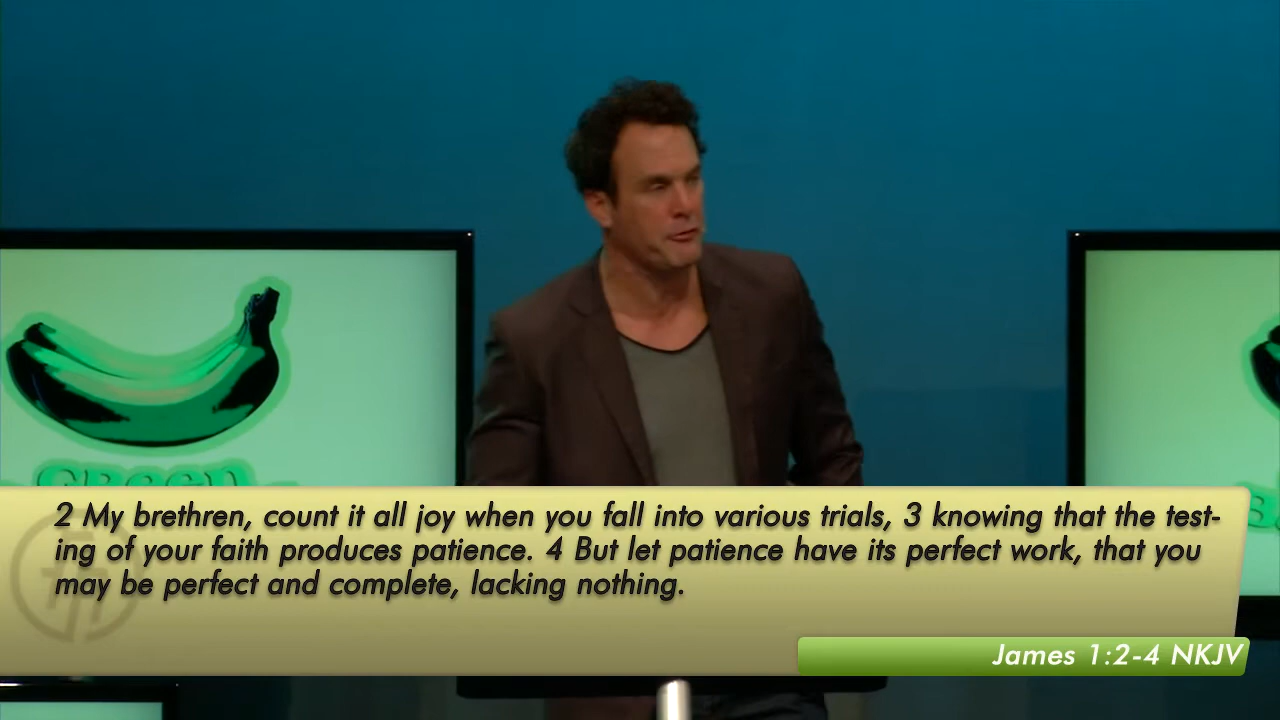 GREEN
2 My brethren, count it all joy when you fall into various trials, 3 knowing that the test-
ing of your faith produces patience. 4 But let patience have its perfect work, that you
may be perfect and complete, lacking nothing.
James 1:2-4 NKJV